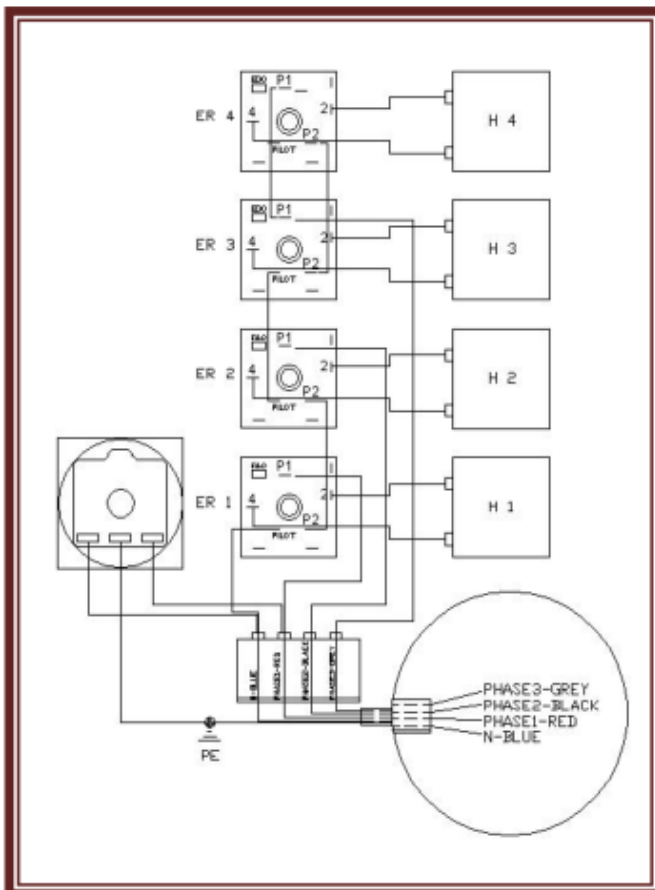 P1
ER 4
4
2
P2
PILOT
H 4
P1
ER 3
4
2
P2
PILOT
H 3
P1
ER 2
4
2
P2
PILOT
H 2
P1
ER 1
4
2
P2
PILOT
H 1
N-BLUE
PHASE1-RED
PHASE2-BLACK
PHASE3-GREY
PHASE3-GREY
PHASE2-BLACK
PHASE1-RED
N-BLUE
PE